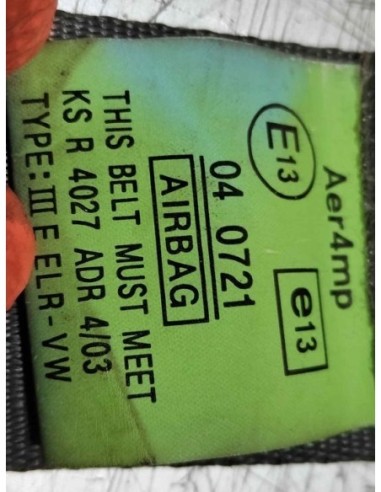 Aer4mp
E13 e13
04 0721
AIRBAG
THIS BELT MUST MEET
KS R 4027 ADR 4/03
TYPE:III E ELR-VW